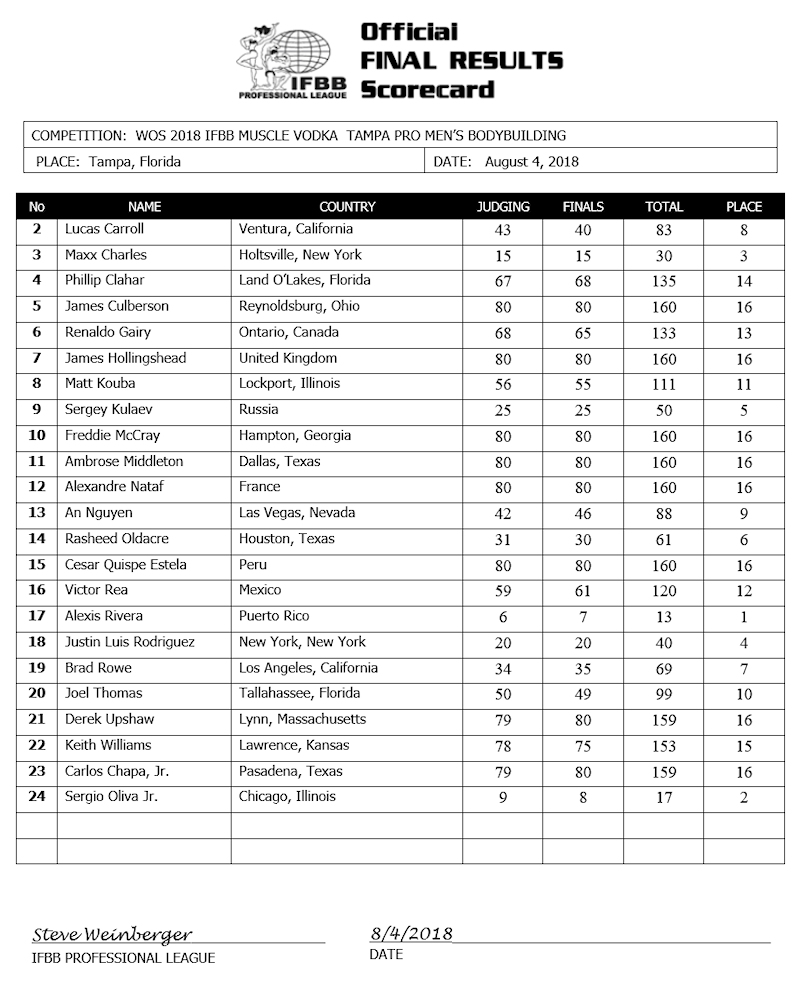 Official
FINAL RESULTS
Scorecard
IFBB
PROFESSIONAL LEAGUE
COMPETITION: WOS 2018 IFBB MUSCLE VODKA TAMPA PRO MEN'S BODYBUILDING
PLACE: Tampa, Florida DATE: August 4, 2018
No NAME COUNTRY JUDGING FINALS TOTAL PLACE
2 Lucas Carroll Ventura, California 43 40 83 8
3 Maxx Charles Holtsville, New York 15 15 30 3
4 Phillip Clahar Land O'Lakes, Florida 67 68 135 14
5 James Culberson Reynoldsburg, Ohio 80 80 160 16
6 Renaldo Gairy Ontario, Canada 68 65 133 13
7 James Hollingshead United Kingdom 80 80 160 16
8 Matt Kouba Lockport, Illinois 56 55 111 11
9 Sergey Kulaev Russia 25 25 50 5
10 Freddie McCray Hampton, Georgia 80 80 160 16
11 Ambrose Middleton Dallas, Texas 80 80 160 16
12 Alexandre Nataf France 80 80 160 16
13 An Nguyen Las Vegas, Nevada 42 46 88 9
14 Rasheed Oldacre Houston, Texas 31 30 61 6
15 Cesar Quispe Estela Peru 80 80 160 16
16 Victor Rea Mexico 59 61 120 12
17 Alexis Rivera Puerto Rico 6 7 13 1
18 Justin Luis Rodriguez New York, New York 20 20 40 4
19 Brad Rowe Los Angeles, California 34 35 69 7
20 Joel Thomas Tallahassee, Florida 50 49 99 10
21 Derek Upshaw Lynn, Massachusetts 79 80 159 16
22 Keith Williams Lawrence, Kansas 78 75 153 15
23 Carlos Chapa, Jr. Pasadena, Texas 79 80 159 16
24 Sergio Oliva Jr. Chicago, Illinois 9 8 17 2
Steve Weinberger 8/4/2018
IFBB PROFESSIONAL LEAGUE DATE